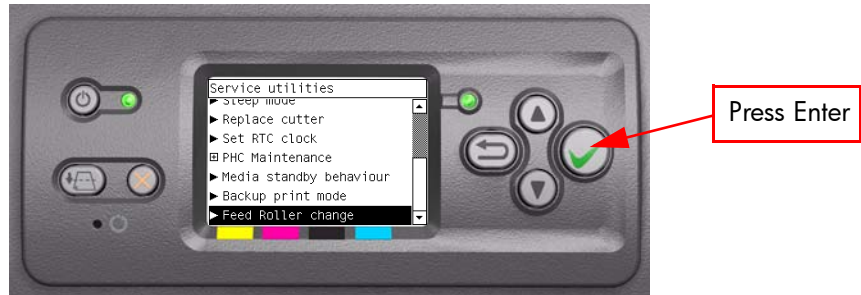 Service utilities
▶ Sleep mode
▶ Replace cutter
▶ Set RTC clock
⊞ PHC Maintenance
▶ Media standby behaviour
▶ Backup print mode
▶ Feed Roller change
Press Enter